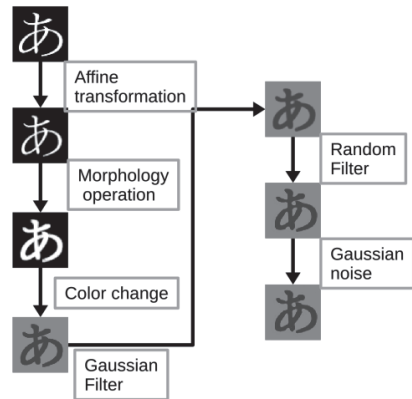 あ
Affine
transformation
あ
Morphology
operation
あ
Color change
あ
Gaussian
Filter
あ
Random
Filter
あ
Gaussian
noise
あ